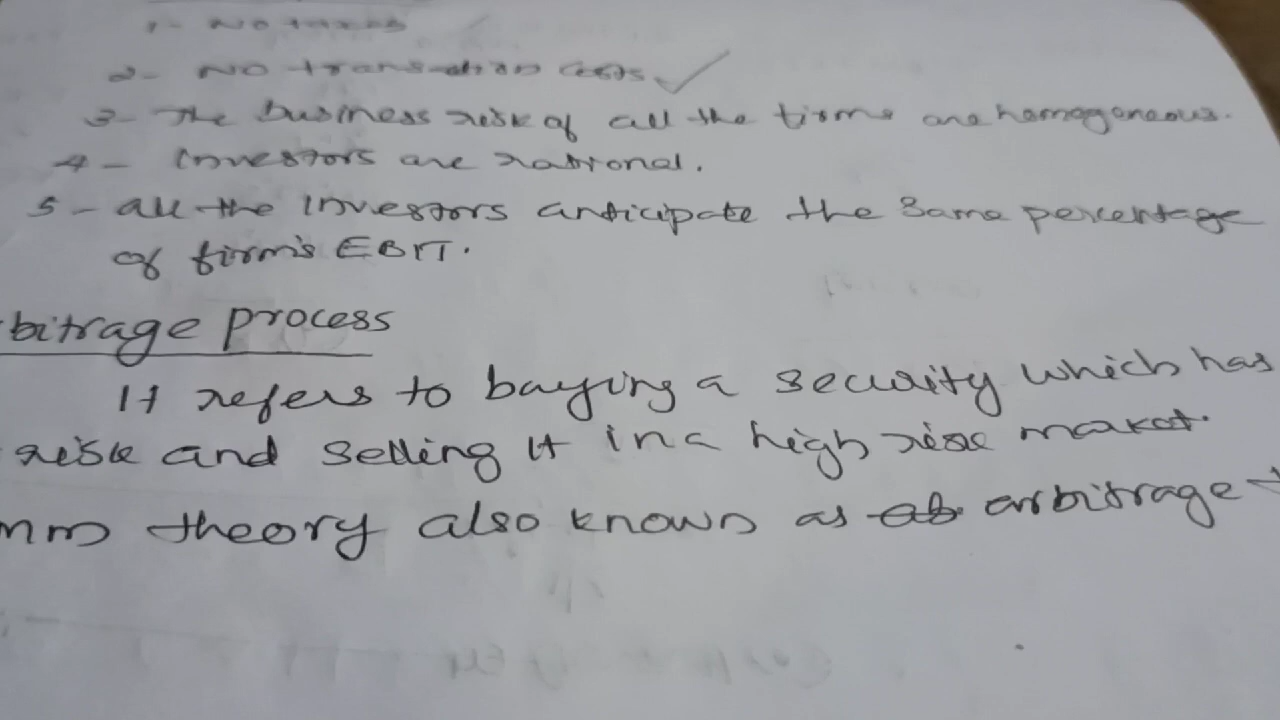 1- No taxes
2- No transaction costs.
3- The business risk of all the firms are homogoneous.
4- Investors are rational.
5- all the investors anticipate the same percentage
of firm's EBIT.
bitrage process
It refers to buying a security which has
risk and selling it in a high risk market.
mm theory also known as ab arbitrage